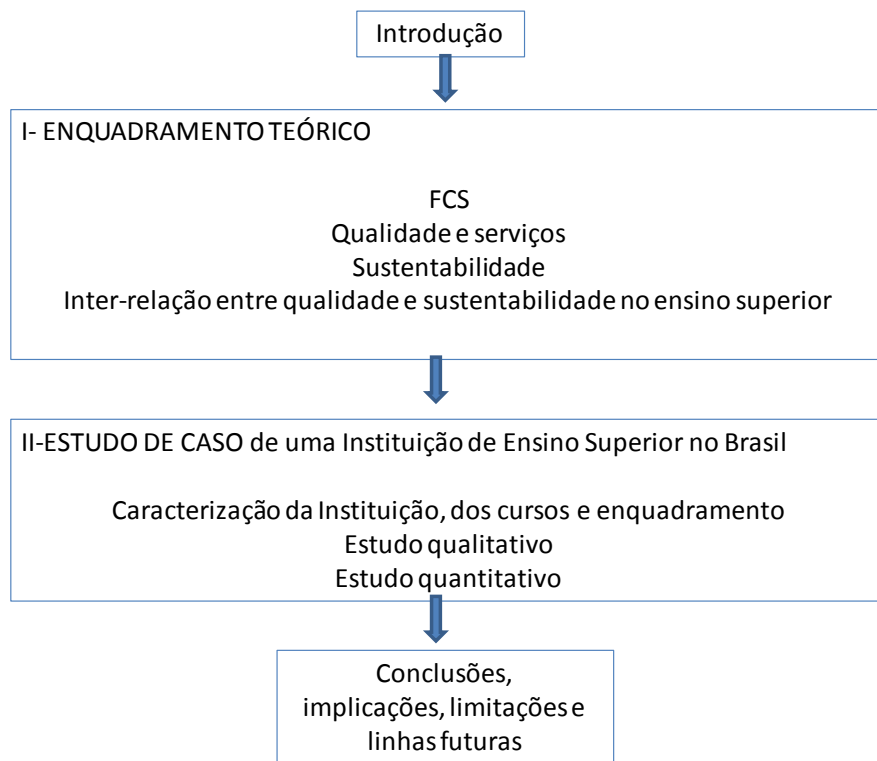 Introdução
I- ENQUADRAMENTO TEÓRICO
FCS
Qualidade e serviços
Sustentabilidade
Inter-relação entre qualidade e sustentabilidade no ensino superior
II-ESTUDO DE CASO de uma Instituição de Ensino Superior no Brasil
Caracterização da Instituição, dos cursos e enquadramento
Estudo qualitativo
Estudo quantitativo
Conclusões,
implicações, limitações e
linhas futuras